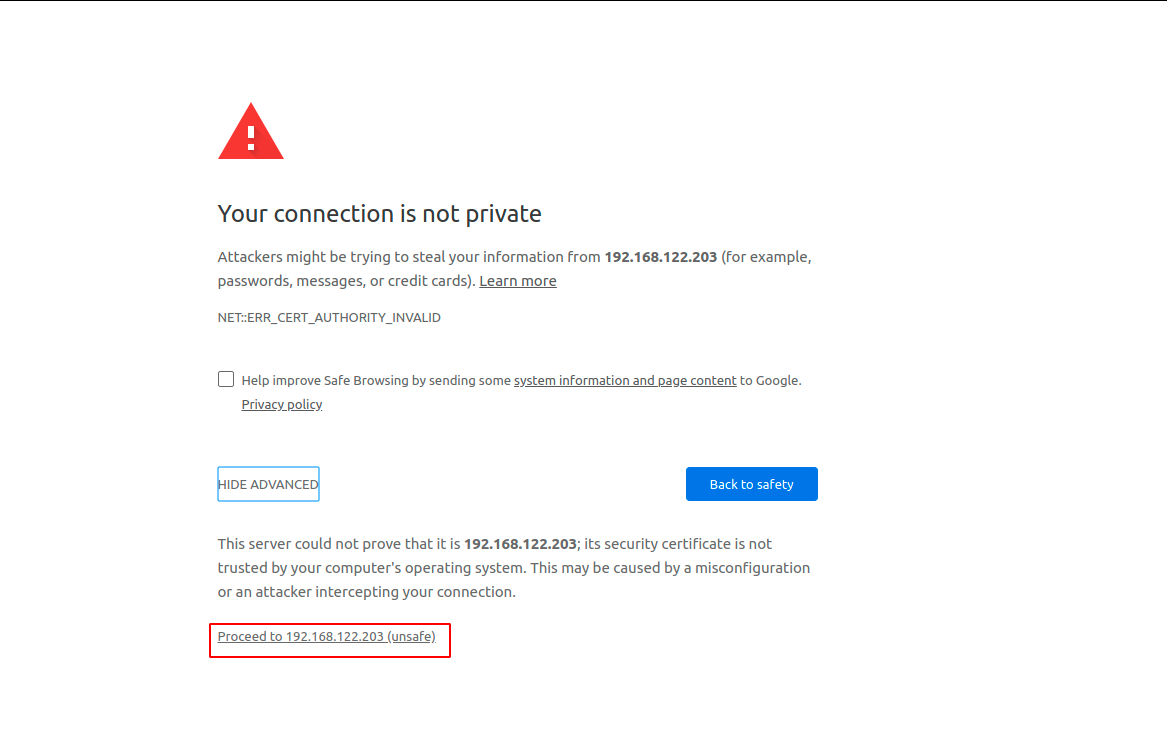 Your connection is not private
Attackers might be trying to steal your information from 192.168.122.203 (for example,
passwords, messages, or credit cards). Learn more
NET::ERR_CERT_AUTHORITY_INVALID
Help improve Safe Browsing by sending some system information and page content to Google.
Privacy policy
HIDE ADVANCED
Back to safety
This server could not prove that it is 192.168.122.203; its security certificate is not
trusted by your computer's operating system. This may be caused by a misconfiguration
or an attacker intercepting your connection.
Proceed to 192.168.122.203 (unsafe)